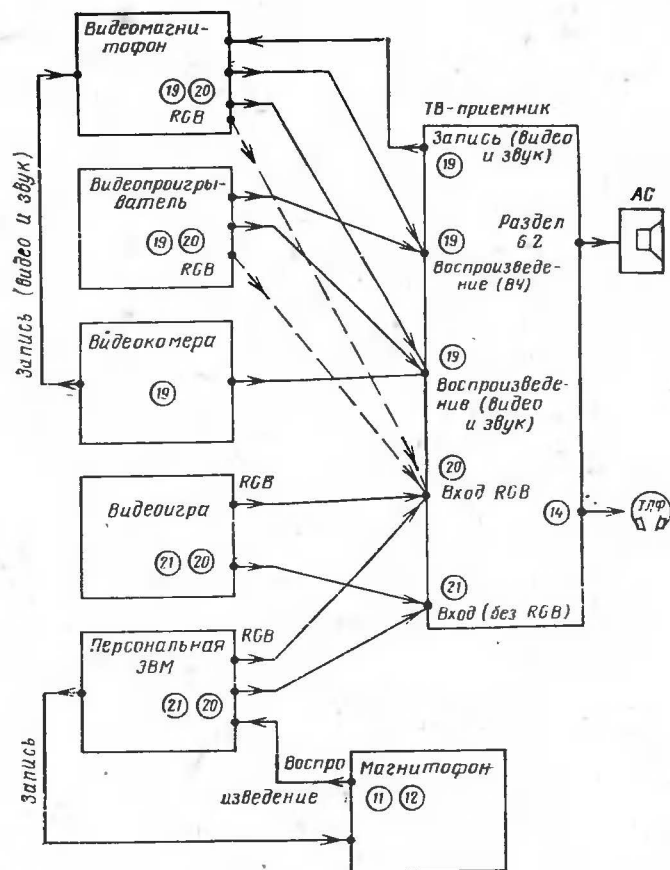 Видеомагни-
тофон
19 20
RGB
Видеопроигры-
ватель
19 20
RGB
Запись (видео и звук)
Видеокомера
19
RGB
Видеоигра
21 20
RGB
Персональная
ЭВМ
21 20
Запись
Воспро
изведение
Магнитофон
11 12
ТВ-приемник
Запись (видео
и звук)
19
Раздел
6 2
19
Воспроизведе-
ние (ВЧ)
19
Воспроизведе-
нив (видео
и звук)
20
Вход RGB
14
21
Вход (без RGB)
АС
ТЛФ